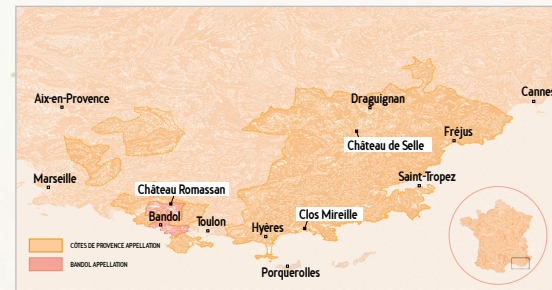 Cannes
Aix-en-Provence
Draguignan
Fréjus
Château de Selle
Marseille
Saint-Tropez
Château Romassan
Bandol
Toulon
Clos Mireille
Hyères
CÔTES DE PROVENCE APPELLATION
BANDOL APPELLATION
Porquerolles